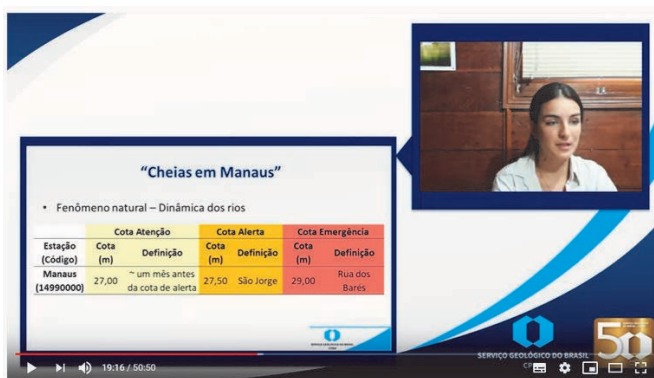 “Cheias em Manaus”
• Fenômeno natural – Dinâmica dos rios
Cota Atenção Cota Alerta Cota Emergência
Estação (Código) Cota (m) Definição Cota (m) Definição Cota (m) Definição
Manaus (14990000) 27,00 ~ um mês antes da cota de alerta 27,50 São Jorge 29,00 Rua dos Barés
SERVIÇO GEOLÓGICO DO BRASIL
50
19:16 / 50:50